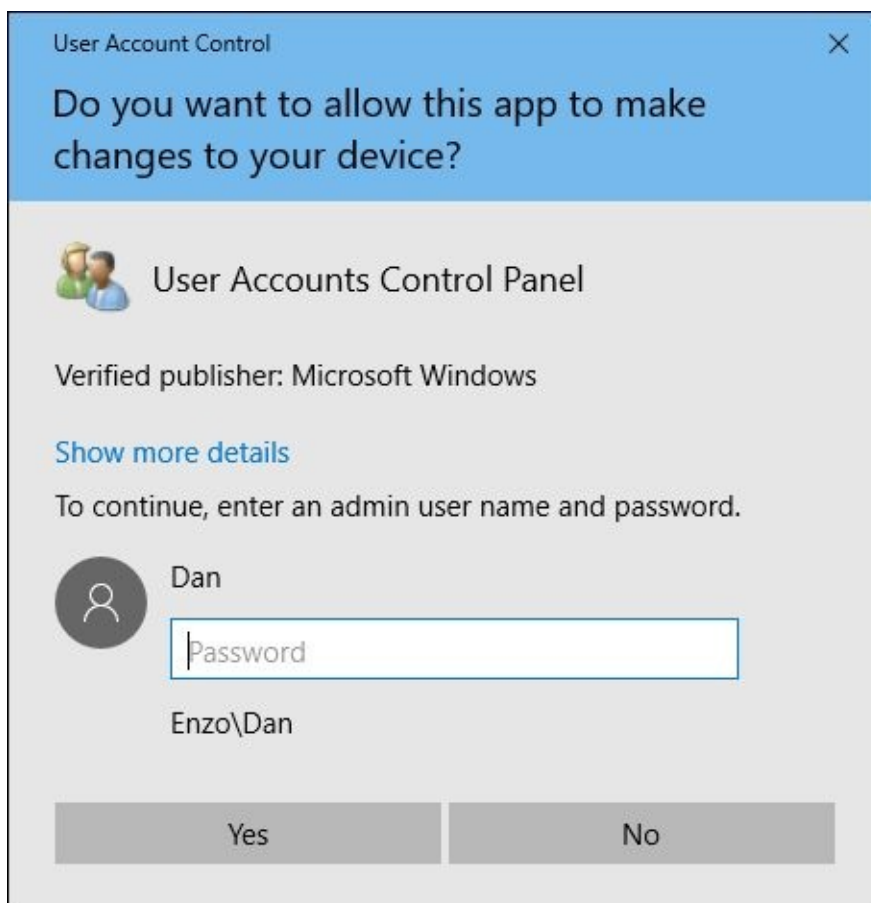 User Account Control
Do you want to allow this app to make
changes to your device?
User Accounts Control Panel
Verified publisher: Microsoft Windows
Show more details
To continue, enter an admin user name and password.
Dan
Password
Enzo\Dan
Yes
No